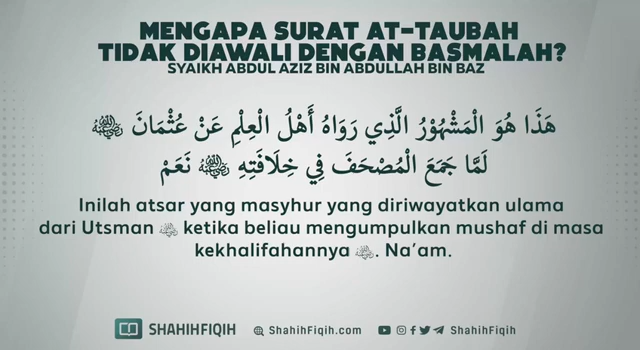 MENGAPA SURAT AT-TAUBAH
TIDAK DIAWALI DENGAN BASMALAH?
SYAIKH ABDUL AZIZ BIN ABDULLAH BIN BAZ
هَذَا هُوَ الْمَشْهُوْرُ الَّذِي رَوَاهُ أَهْلُ الْعِلْمِ عَنْ عُثْمَانَ رضي الله عنه
لَمَّا جَمَعَ الْمُصْحَفَ فِي خِلَافَتِهِ رضي الله عنه نَعَمْ
Inilah atsar yang masyhur yang diriwayatkan ulama
dari Utsman رضي الله عنه ketika beliau mengumpulkan mushaf di masa
kekhalifahannya رضي الله عنه. Na'am.
SHAHIHFIQIH ShahihFiqih.com ShahihFiqih